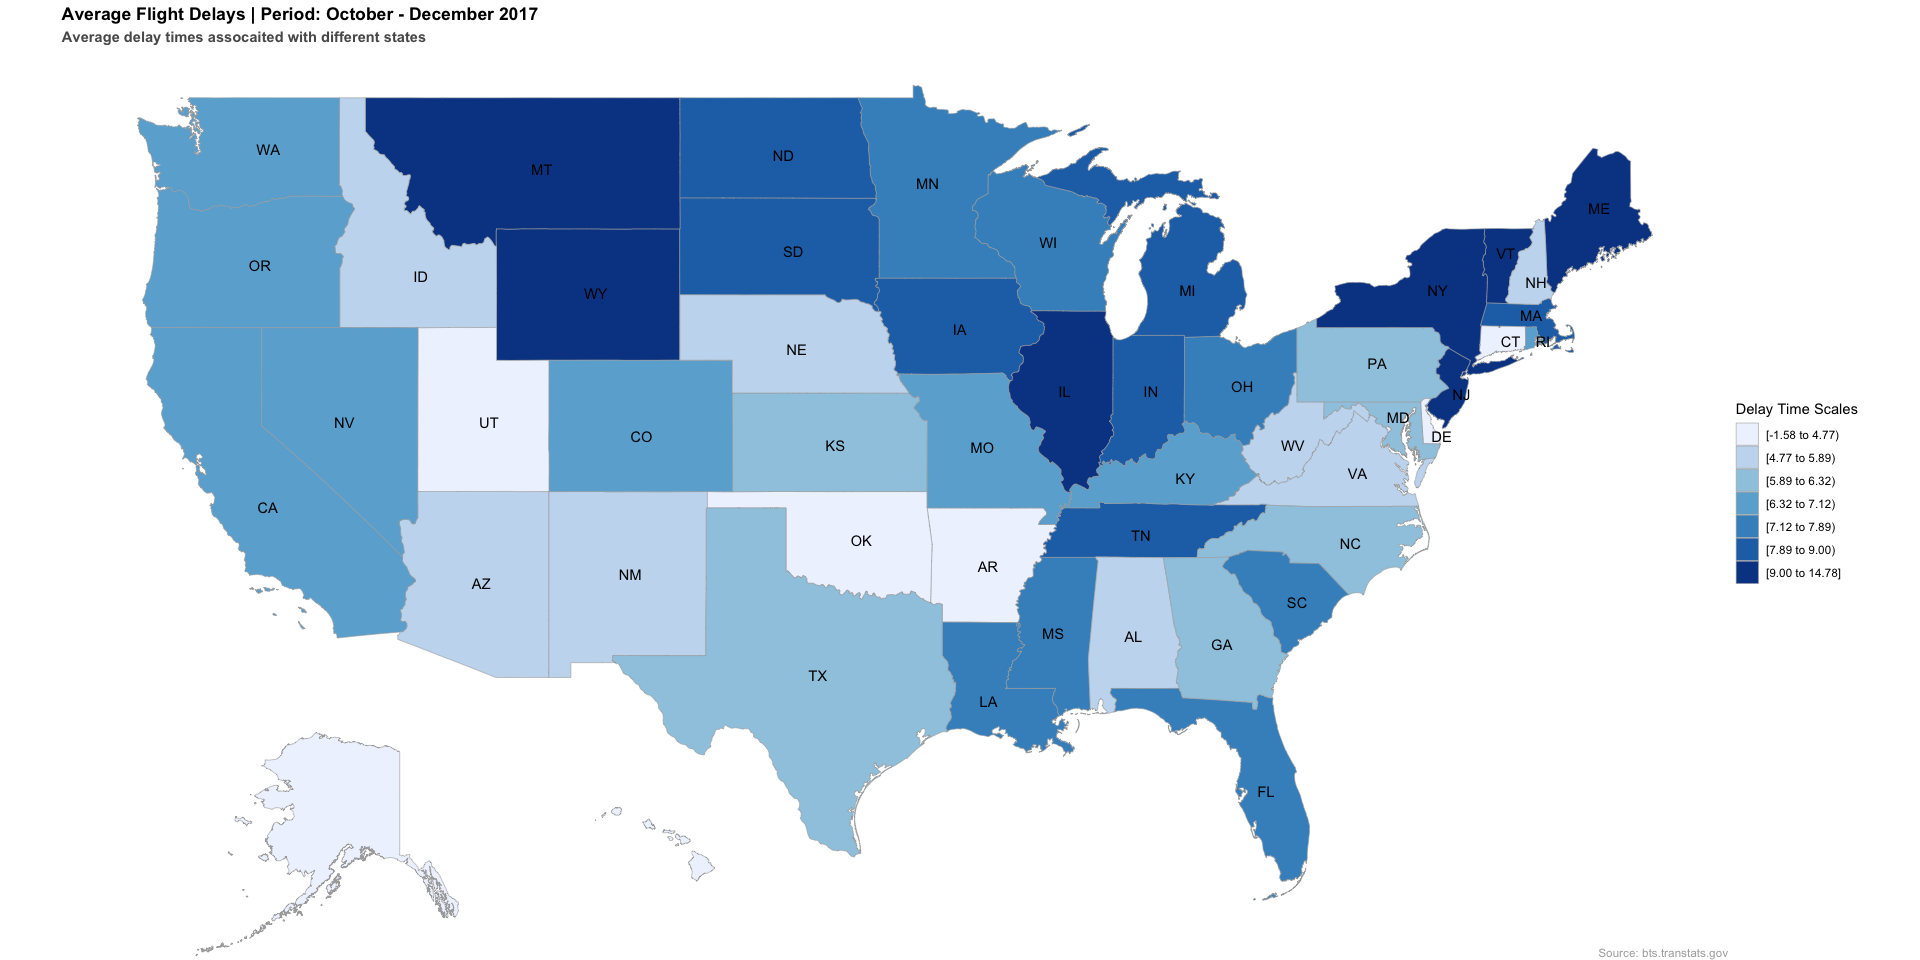 Average Flight Delays | Period: October - December 2017
Average delay times assocaited with different states
WA
MT
ND
MN
ME
OR
ID
WY
SD
WI
MI
NY
VT
NH
MA
CT
RI
IA
NE
IL
IN
OH
PA
NJ
MD
DE
NV
UT
CO
KS
MO
KY
WV
VA
CA
AZ
NM
OK
AR
TN
NC
SC
MS
AL
GA
TX
LA
FL
Delay Time Scales
[-1.58 to 4.77)
[4.77 to 5.89)
[5.89 to 6.32)
[6.32 to 7.12)
[7.12 to 7.89)
[7.89 to 9.00)
[9.00 to 14.78]
Source: bts.transtats.gov